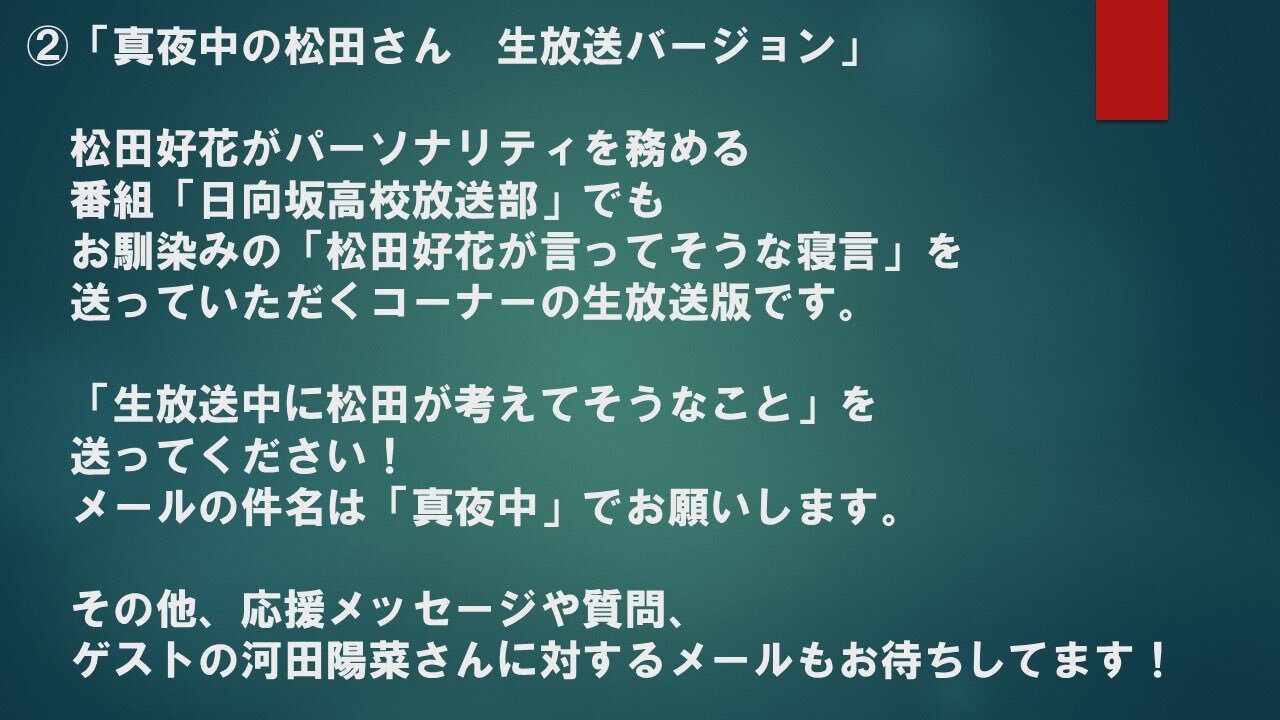 ②「真夜中の松田さん　生放送バージョン」
松田好花がパーソナリティを務める
番組「日向坂高校放送部」でも
お馴染みの「松田好花が言ってそうな寝言」を
送っていただくコーナーの生放送版です。
「生放送中に松田が考えてそうなこと」を
送ってください！
メールの件名は「真夜中」でお願いします。
その他、応援メッセージや質問、
ゲストの河田陽菜さんに対するメールもお待ちしてます！